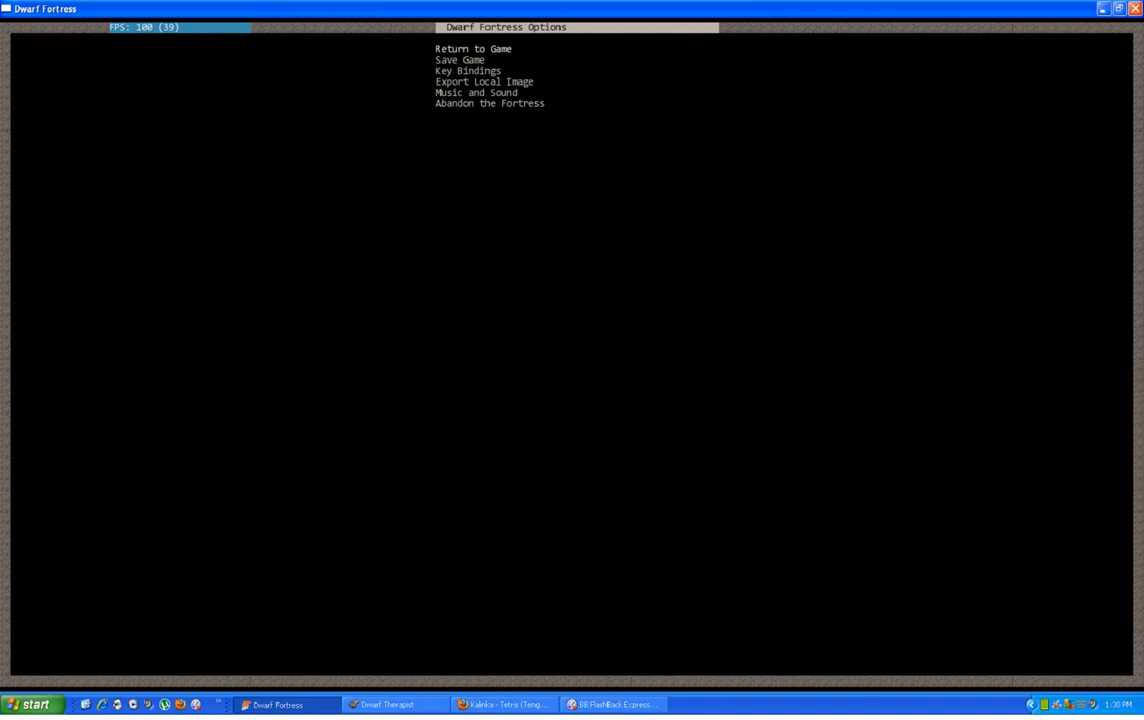 Dwarf Fortress
FPS: 100 (39)
Dwarf Fortress Options
Return to Game
Save Game
Key Bindings
Export Local Image
Music and Sound
Abandon the Fortress
start
Dwarf Fortress
Dwarf Therapist
Kalinka - Tetris (Teng...
BB FlashBack Express...
1:30 PM